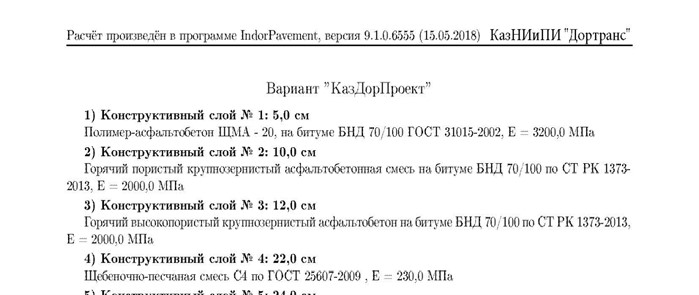 Расчёт произведён в программе IndorPavement, версия 9.1.0.6555 (15.05.2018) КазНИиПИ "Дортранс"
Вариант "КазДорПроект"
1) Конструктивный слой № 1: 5,0 см
Полимер-асфальтобетон ЩМА - 20, на битуме БНД 70/100 ГОСТ 31015-2002, E = 3200,0 МПа
2) Конструктивный слой № 2: 10,0 см
Горячий пористый крупнозернистый асфальтобетонная смесь на битуме БНД 70/100 по СТ РК 1373-
2013, E = 2000,0 МПа
3) Конструктивный слой № 3: 12,0 см
Горячий высокопористый крупнозернистый асфальтобетон на битуме БНД 70/100 по СТ РК 1373-2013,
E = 2000,0 МПа
4) Конструктивный слой № 4: 22,0 см
Щебеночно-песчаная смесь C4 по ГОСТ 25607-2009 , E = 230,0 МПа
5) Конструктивный слой № 5: 24,0 см